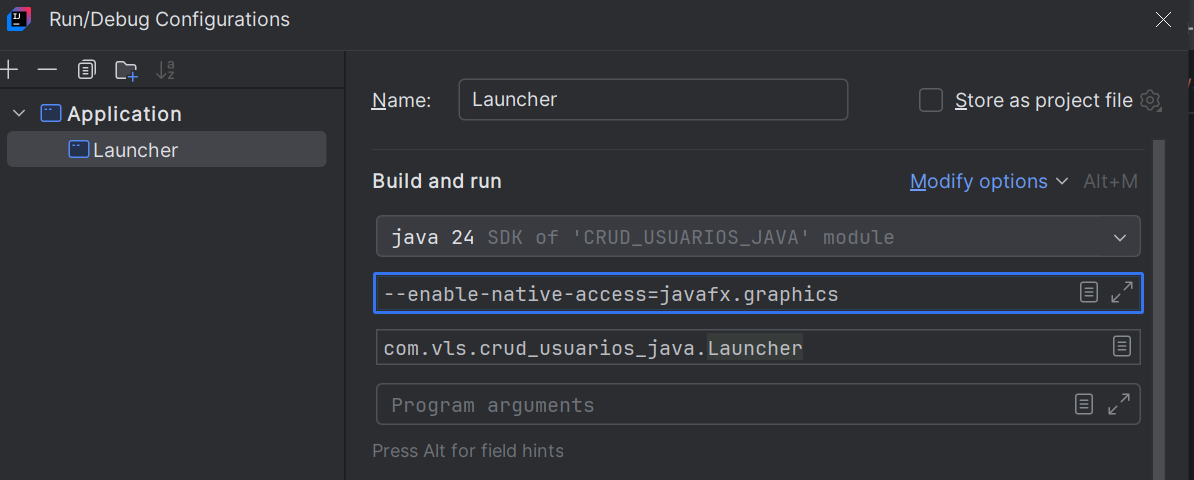 Run/Debug Configurations
Application
Launcher
Name: Launcher Store as project file
Build and run Modify options Alt+M
java 24 SDK of 'CRUD_USUARIOS_JAVA' module
--enable-native-access=javafx.graphics
com.vls.crud_usuarios_java.Launcher
Program arguments
Press Alt for field hints